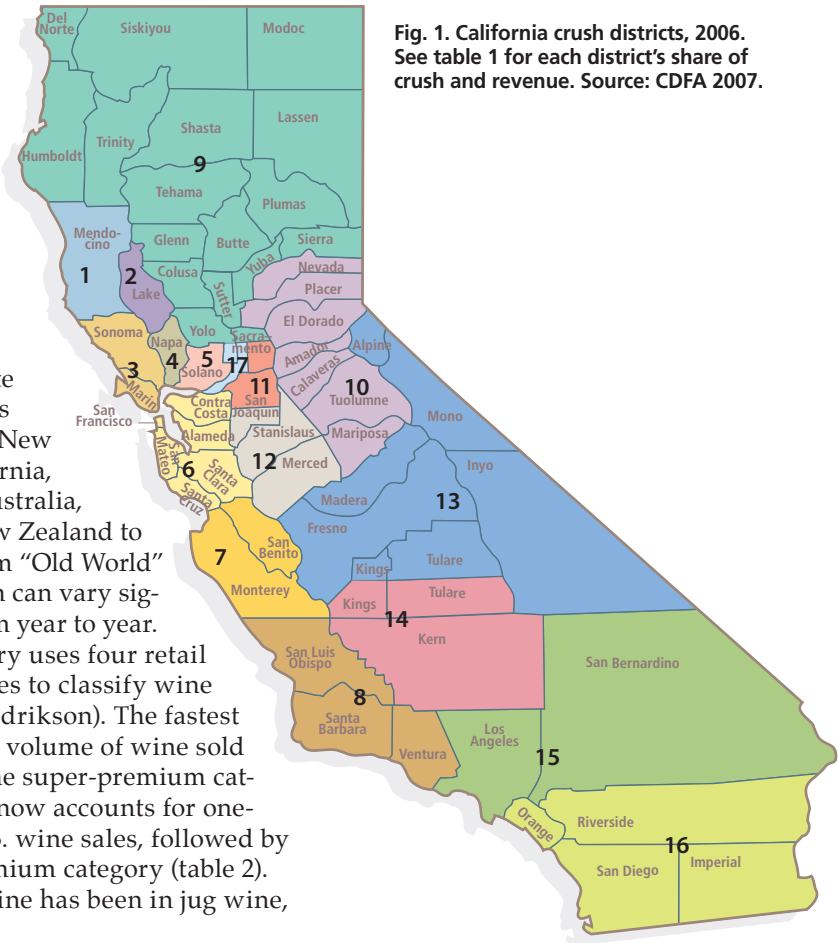 Fig. 1. California crush districts, 2006.
See table 1 for each district's share of
crush and revenue. Source: CDFA 2007.
Del
Norte
Siskiyou
Modoc
Humboldt
Trinity
Shasta
Lassen
9
Tehama
Plumas
Mendo-
cino
1
2
Lake
Glenn
Butte
Sierra
Colusa
Sutter
Yuba
Nevada
Placer
El Dorado
Sonoma
3
Marin
Napa
4
Yolo
5
Solano
Sacra-
mento
17
Amador
Alpine
Calaveras
10
Tuolumne
11
San
Joaquin
Contra
Costa
San
Francisco
Alameda
Stanislaus
Mariposa
Mono
San
Mateo
6
Santa
Clara
Santa
Cruz
12
Merced
Inyo
Madera
13
7
San
Benito
Fresno
Monterey
Kings
Tulare
Kings
Tulare
14
Kern
San Luis
Obispo
8
Santa
Barbara
Ventura
San Bernardino
Los
Angeles
15
Orange
Riverside
16
San Diego
Imperial
te
s
New
rnia,
ustralia,
w Zealand to
m “Old World”
n can vary sig-
m year to year.
ry uses four retail
es to classify wine
drikson). The fastest
volume of wine sold
ne super-premium cat-
now accounts for one-
. wine sales, followed by
mium category (table 2).
ine has been in jug wine,